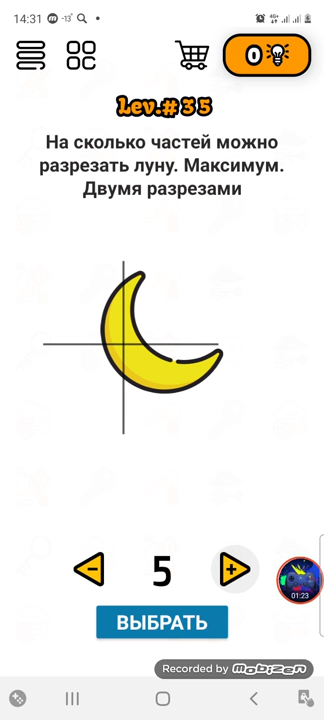 14:31 -13°
4G+
0
Lev.#35
На сколько частей можно
разрезать луну. Максимум.
Двумя разрезами
5
01:23
ВЫБРАТЬ
Recorded by MOBIZEN